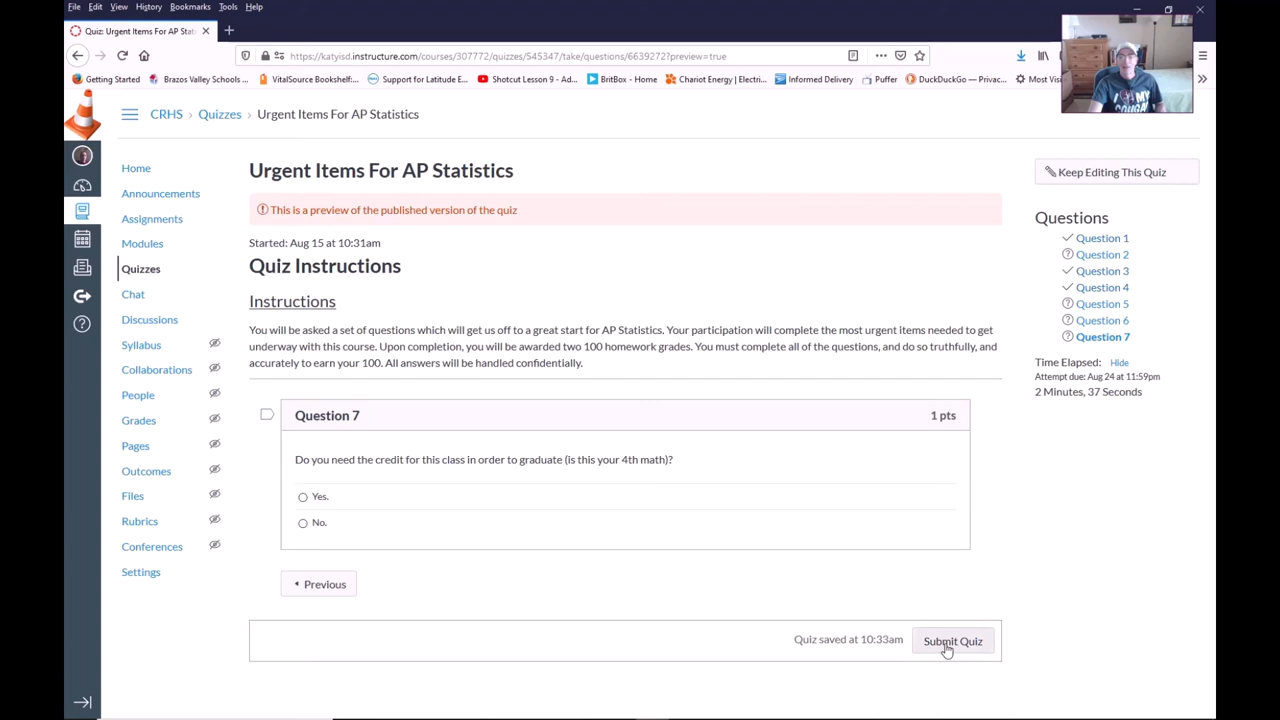 File Edit View History Bookmarks Tools Help
Quiz: Urgent Items For AP Stati
https://katyisd.instructure.com/courses/307772/quizzes/545347/take/questions/6639272?preview=true
Getting Started
Brazos Valley Schools ...
VitalSource Bookshelf:...
Support for Latitude E...
Shotcut Lesson 9 - Ad...
BritBox - Home
Chariot Energy | Electri...
Informed Delivery
Puffer
DuckDuckGo — Privac...
Most Visi
CRHS › Quizzes › Urgent Items For AP Statistics
Home
Announcements
Assignments
Modules
Quizzes
Chat
Discussions
Syllabus
Collaborations
People
Grades
Pages
Outcomes
Files
Rubrics
Conferences
Settings
Urgent Items For AP Statistics
This is a preview of the published version of the quiz
Started: Aug 15 at 10:31am
Quiz Instructions
Instructions
You will be asked a set of questions which will get us off to a great start for AP Statistics. Your participation will complete the most urgent items needed to get
underway with this course. Upon completion, you will be awarded two 100 homework grades. You must complete all of the questions, and do so truthfully, and
accurately to earn your 100. All answers will be handled confidentially.
Question 7 1 pts
Do you need the credit for this class in order to graduate (is this your 4th math)?
Yes.
No.
Previous
Quiz saved at 10:33am Submit Quiz
Keep Editing This Quiz
Questions
Question 1
Question 2
Question 3
Question 4
Question 5
Question 6
Question 7
Time Elapsed: Hide
Attempt due: Aug 24 at 11:59pm
2 Minutes, 37 Seconds